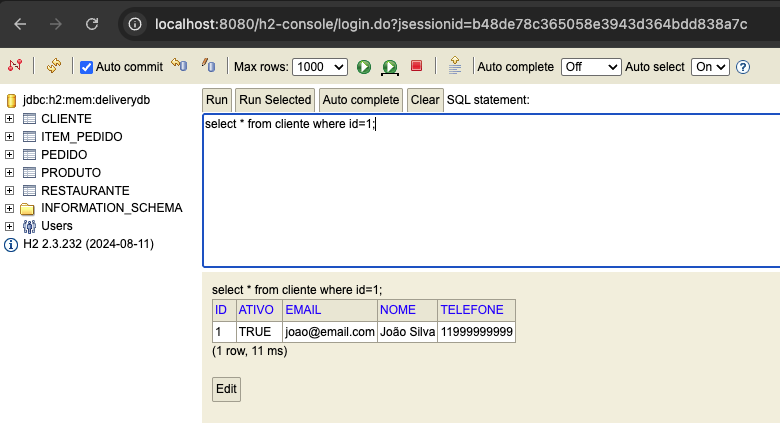 localhost:8080/h2-console/login.do?jsessionid=b48de78c365058e3943d364bdd838a7c
Auto commit Max rows: 1000 Auto complete Off Auto select On
jdbc:h2:mem:deliverydb
CLIENTE
ITEM_PEDIDO
PEDIDO
PRODUTO
RESTAURANTE
INFORMATION_SCHEMA
Users
H2 2.3.232 (2024-08-11)
Run Run Selected Auto complete Clear SQL statement:
select * from cliente where id=1;
select * from cliente where id=1;
ID ATIVO EMAIL NOME TELEFONE
1 TRUE joao@email.com João Silva 11999999999
(1 row, 11 ms)
Edit